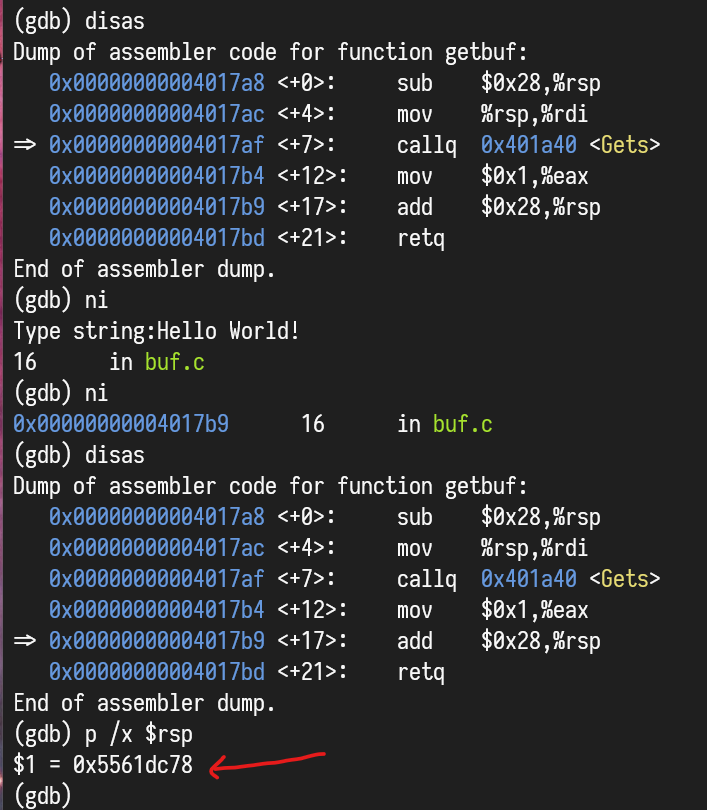 (gdb) disas
Dump of assembler code for function getbuf:
   0x00000000004017a8 <+0>:     sub    $0x28,%rsp
   0x00000000004017ac <+4>:     mov    %rsp,%rdi
=> 0x00000000004017af <+7>:     callq  0x401a40 <Gets>
   0x00000000004017b4 <+12>:    mov    $0x1,%eax
   0x00000000004017b9 <+17>:    add    $0x28,%rsp
   0x00000000004017bd <+21>:    retq
End of assembler dump.
(gdb) ni
Type string:Hello World!
16      in buf.c
(gdb) ni
0x00000000004017b9      16      in buf.c
(gdb) disas
Dump of assembler code for function getbuf:
   0x00000000004017a8 <+0>:     sub    $0x28,%rsp
   0x00000000004017ac <+4>:     mov    %rsp,%rdi
   0x00000000004017af <+7>:     callq  0x401a40 <Gets>
   0x00000000004017b4 <+12>:    mov    $0x1,%eax
=> 0x00000000004017b9 <+17>:    add    $0x28,%rsp
   0x00000000004017bd <+21>:    retq
End of assembler dump.
(gdb) p /x $rsp
$1 = 0x5561dc78
(gdb)